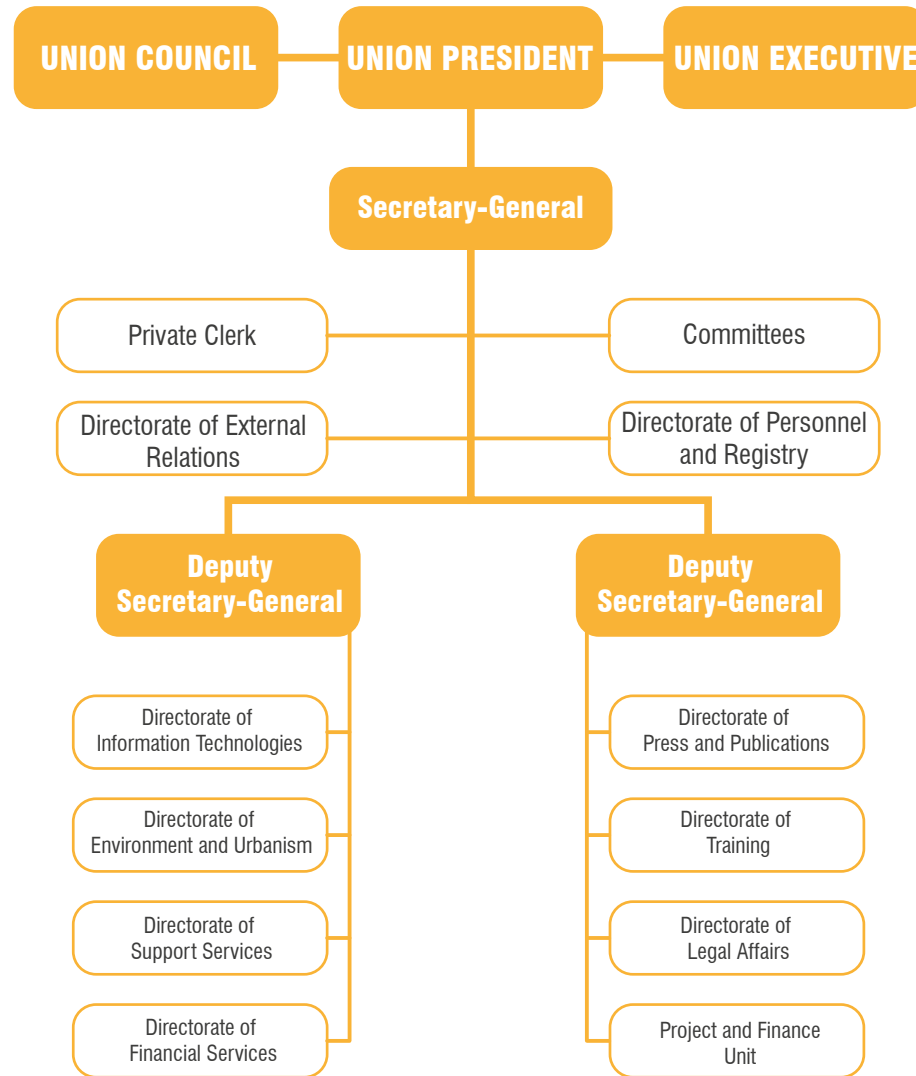 UNION COUNCIL
UNION PRESIDENT
UNION EXECUTIVE
Secretary-General
Private Clerk
Committees
Directorate of External
Relations
Directorate of Personnel
and Registry
Deputy
Secretary-General
Deputy
Secretary-General
Directorate of
Information Technologies
Directorate of
Press and Publications
Directorate of
Environment and Urbanism
Directorate of
Training
Directorate of
Support Services
Directorate of
Legal Affairs
Directorate of
Financial Services
Project and Finance
Unit